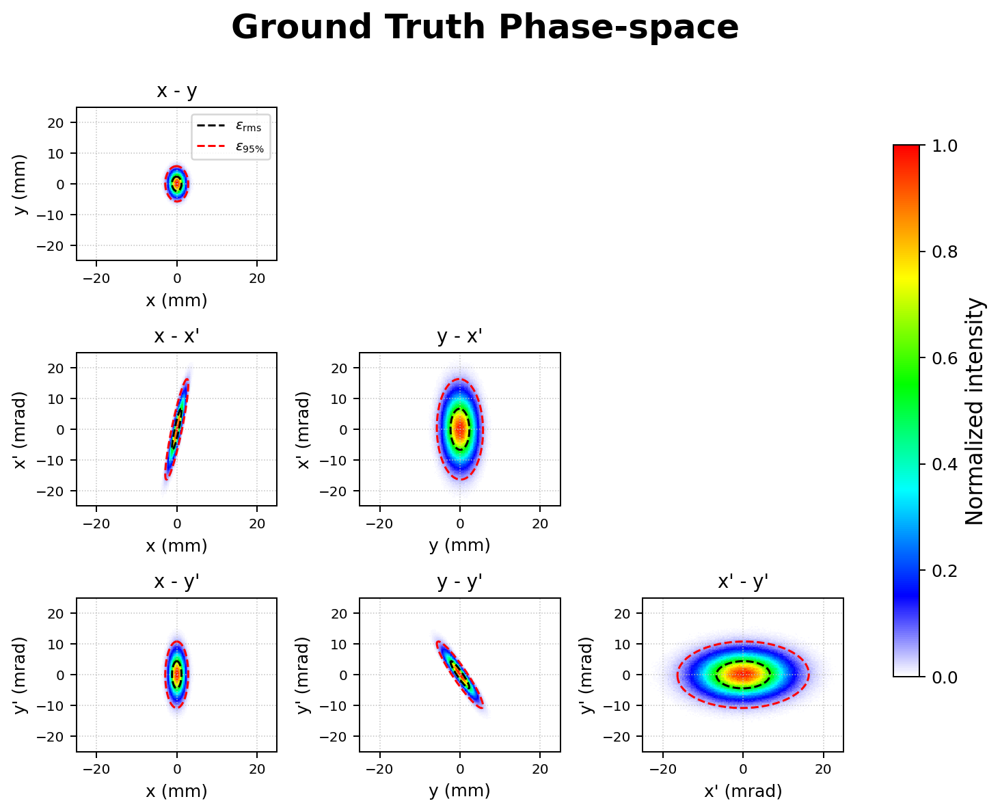 Ground Truth Phase-space
x - y
20
10
0
−10
−20
y (mm)
ε_rms
ε_95%
−20 0 20
x (mm)
x - x'
20
10
0
−10
−20
x' (mrad)
−20 0 20
x (mm)
y - x'
20
10
0
−10
−20
x' (mrad)
−20 0 20
y (mm)
x - y'
20
10
0
−10
−20
y' (mrad)
−20 0 20
x (mm)
y - y'
20
10
0
−10
−20
y' (mrad)
−20 0 20
y (mm)
x' - y'
20
10
0
−10
−20
y' (mrad)
−20 0 20
x' (mrad)
1.0
0.8
0.6
0.4
0.2
0.0
Normalized intensity